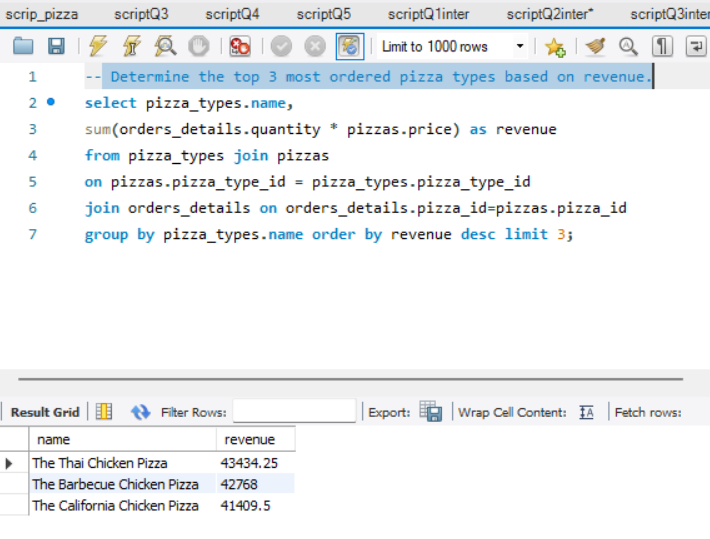 scrip_pizza scriptQ3 scriptQ4 scriptQ5 scriptQ1inter scriptQ2inter* scriptQ3inter
Limit to 1000 rows
1 -- Determine the top 3 most ordered pizza types based on revenue.
2 select pizza_types.name,
3 sum(orders_details.quantity * pizzas.price) as revenue
4 from pizza_types join pizzas
5 on pizzas.pizza_type_id = pizza_types.pizza_type_id
6 join orders_details on orders_details.pizza_id=pizzas.pizza_id
7 group by pizza_types.name order by revenue desc limit 3;
Result Grid Filter Rows: Export: Wrap Cell Content: IA Fetch rows:
name revenue
The Thai Chicken Pizza 43434.25
The Barbecue Chicken Pizza 42768
The California Chicken Pizza 41409.5